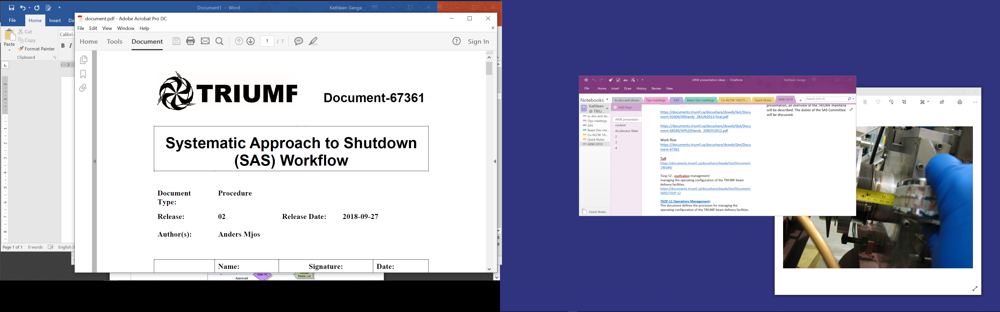 Document1 - Word
Kathleen Genge
File
Home
Insert
De
Paste
Cut
Copy
Format Painter
Clipboard
Calibri
B I
2
Page 1 of 1
0 words
English (U
document.pdf - Adobe Acrobat Pro DC
File Edit View Window Help
Home
Tools
Document
1 / 7
Sign In
TRIUMF
Document-67361
Systematic Approach to Shutdown
(SAS) Workflow
Document
Type:
Procedure
Release:
02
Release Date:
2018-09-27
Author(s):
Anders Mjos
Name:
Signature:
Date:
Gate 1/2
Approved
Update
Master List
ARW presentation ideas - OneNote
Kathleen Genge
File Home Insert Draw History Review View
Notebooks
to dos and dones
Ops meetings
SAS
Beam Dev meetings
Cu-ALCW 1AQ15 ...
Quick Notes
ARW 2019
Search (Ctrl+E)
Kathleen
@ TRIU...
to dos and do...
Ops meetings
SAS
Beam Dev me...
Cu-ALCW 1A...
Quick Notes
ARW 2019
Quick Notes
Add Page
ARW presentatio
content
Accelerator Main
2
3
4
https://documents.triumf.ca/docushare/dsweb/Get/Docu
ment-92409/AllHands_28JUN2013-final.pdf
https://documents.triumf.ca/docushare/dsweb/Get/Docu
ment-68340/All%20Hands_20NOV2012.pdf
Work flow
https://documents.triumf.ca/docushare/dsweb/Get/Docu
ment-67361
ToR
https://documents.triumf.ca/docushare/dsweb/Get/Document-
146584/
Tsop-12 - cnofiration management:
managing the operating configuration of the TRIUMF beam
delivery facilities.
https://documents.triumf.ca/docushare/dsweb/Get/Document-
5605/TSOP-12
TSOP-11 Operations Management:
This document defines the processes for managing the
operating configuration of the TRIUMF beam delivery facilities.
presentation, an overview of the TRIUMF maintena
will be described. The duties of the SAS Committee
will be discussed.